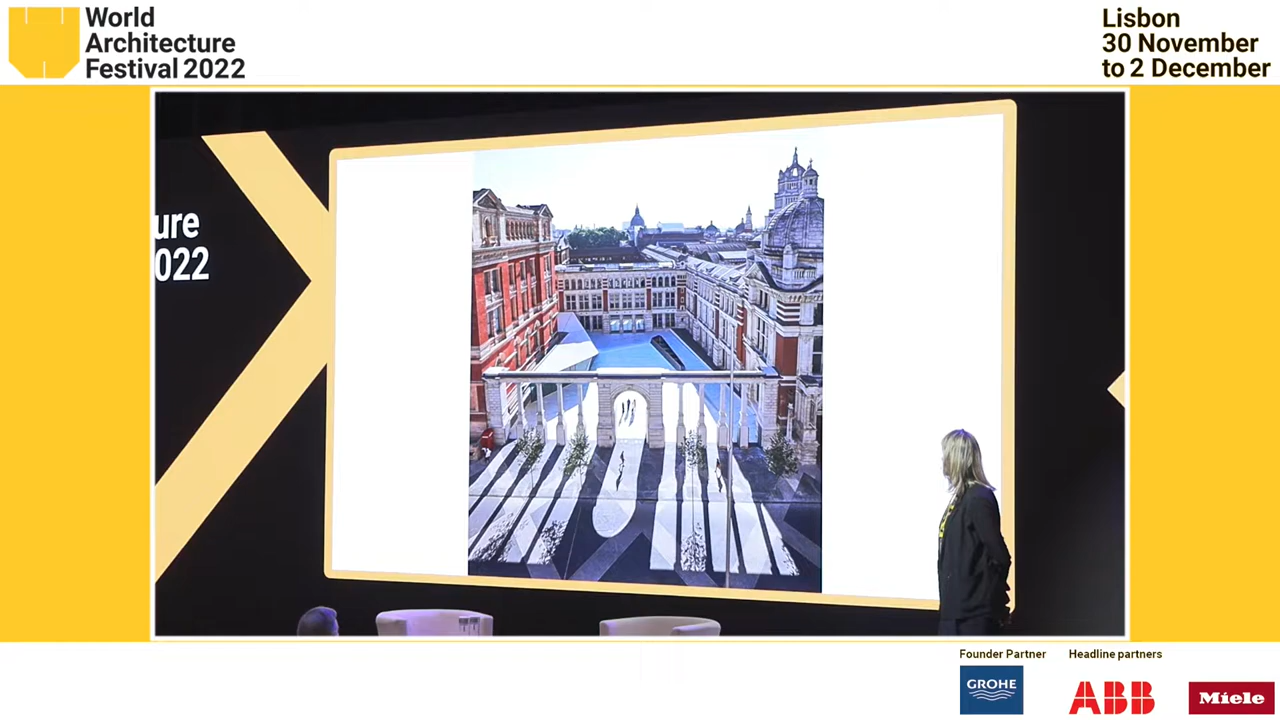 World
Architecture
Festival 2022
Lisbon
30 November
to 2 December
ure
022
Founder Partner
Headline partners
GROHE
ABB
Miele